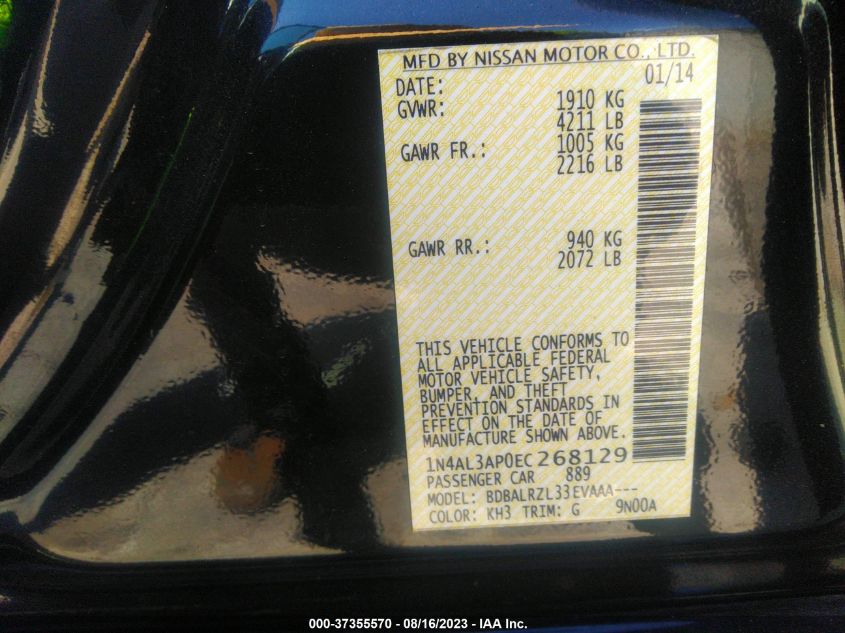 MFD BY NISSAN MOTOR CO., LTD.
DATE: 01/14
GVWR: 1910 KG
4211 LB
GAWR FR.: 1005 KG
2216 LB
GAWR RR.: 940 KG
2072 LB
THIS VEHICLE CONFORMS TO
ALL APPLICABLE FEDERAL
MOTOR VEHICLE SAFETY,
BUMPER, AND THEFT
PREVENTION STANDARDS IN
EFFECT ON THE DATE OF
MANUFACTURE SHOWN ABOVE.
1N4AL3AP0EC268129
PASSENGER CAR 889
MODEL: BDBALRZL33EVAAA---
COLOR: KH3 TRIM: G 9N00A
000-37355570 - 08/16/2023 - IAA Inc.